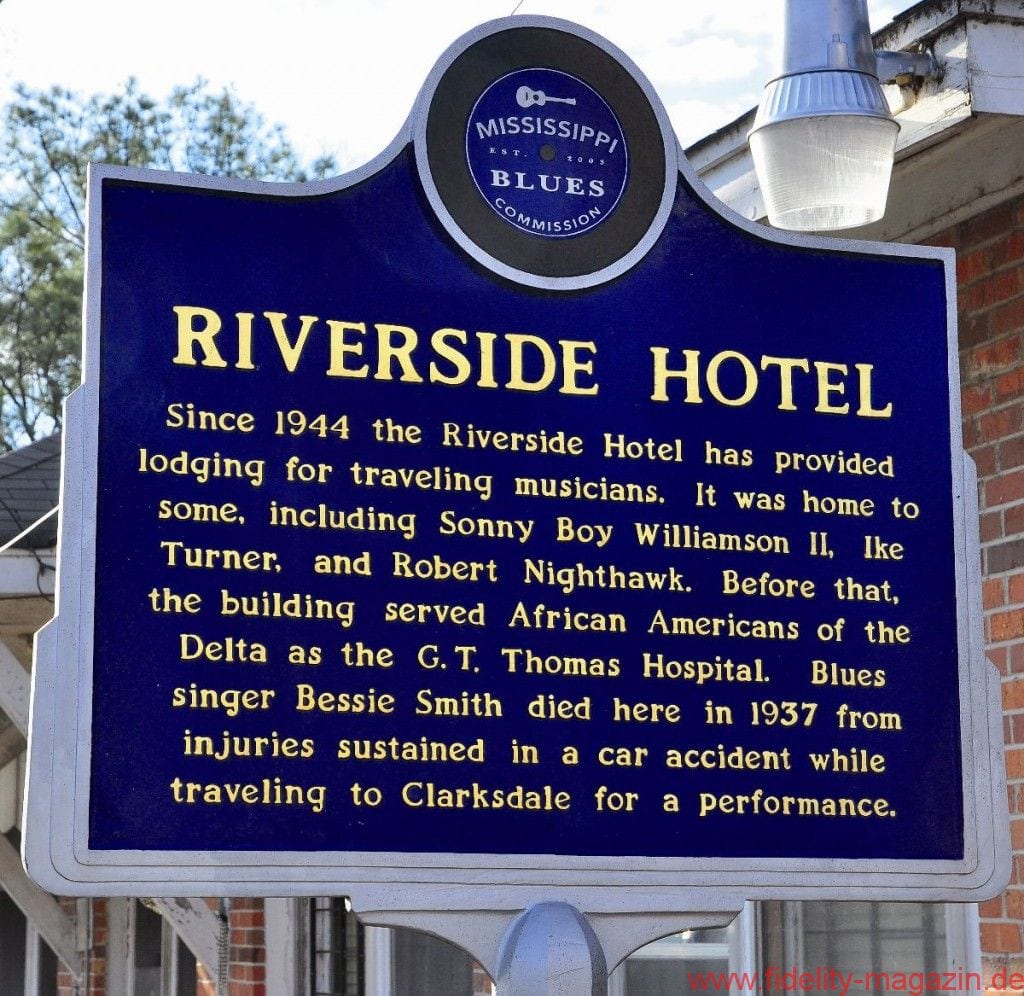 MISSISSIPPI
EST. 2003
BLUES
COMMISSION
RIVERSIDE HOTEL
Since 1944 the Riverside Hotel has provided
lodging for traveling musicians. It was home to
some, including Sonny Boy Williamson II, Ike
Turner, and Robert Nighthawk. Before that,
the building served African Americans of the
Delta as the G.T. Thomas Hospital. Blues
singer Bessie Smith died here in 1937 from
injuries sustained in a car accident while
traveling to Clarksdale for a performance.
www.fidelity-magazin.de